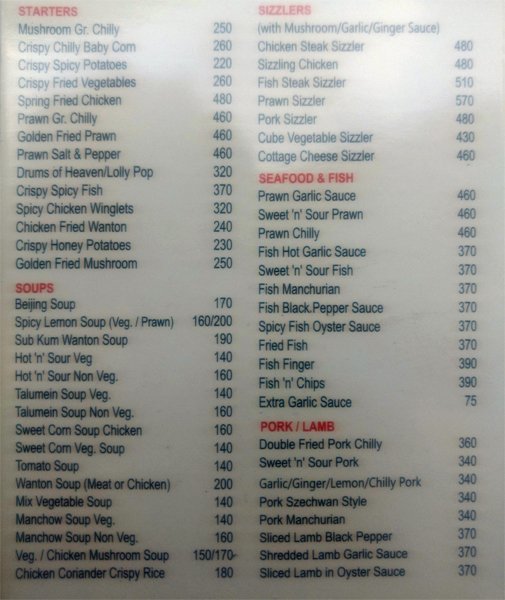 STARTERS
Mushroom Gr. Chilly 250
Crispy Chilly Baby Corn 260
Crispy Spicy Potatoes 220
Crispy Fried Vegetables 260
Spring Fried Chicken 480
Prawn Gr. Chilly 460
Golden Fried Prawn 460
Prawn Salt & Pepper 460
Drums of Heaven/Lolly Pop 320
Crispy Spicy Fish 370
Spicy Chicken Winglets 320
Chicken Fried Wanton 240
Crispy Honey Potatoes 230
Golden Fried Mushroom 250
SOUPS
Beijing Soup 170
Spicy Lemon Soup (Veg. / Prawn) 160/200
Sub Kum Wanton Soup 190
Hot 'n' Sour Veg 140
Hot 'n' Sour Non Veg. 160
Talumein Soup Veg. 140
Talumein Soup Non Veg. 160
Sweet Corn Soup Chicken 160
Sweet Corn Veg. Soup 140
Tomato Soup 140
Wanton Soup (Meat or Chicken) 200
Mix Vegetable Soup 140
Manchow Soup Veg. 140
Manchow Soup Non Veg. 160
Veg. / Chicken Mushroom Soup 150/170
Chicken Coriander Crispy Rice 180
SIZZLERS
(with Mushroom/Garlic/Ginger Sauce)
Chicken Steak Sizzler 480
Sizzling Chicken 480
Fish Steak Sizzler 510
Prawn Sizzler 570
Pork Sizzler 480
Cube Vegetable Sizzler 430
Cottage Cheese Sizzler 460
SEAFOOD & FISH
Prawn Garlic Sauce 460
Sweet 'n' Sour Prawn 460
Prawn Chilly 460
Fish Hot Garlic Sauce 370
Sweet 'n' Sour Fish 370
Fish Manchurian 370
Fish Black.Pepper Sauce 370
Spicy Fish Oyster Sauce 370
Fried Fish 370
Fish Finger 390
Fish 'n' Chips 390
Extra Garlic Sauce 75
PORK / LAMB
Double Fried Pork Chilly 360
Sweet 'n' Sour Pork 340
Garlic/Ginger/Lemon/Chilly Pork 340
Pork Szechwan Style 340
Pork Manchurian 340
Sliced Lamb Black Pepper 370
Shredded Lamb Garlic Sauce 370
Sliced Lamb in Oyster Sauce 370